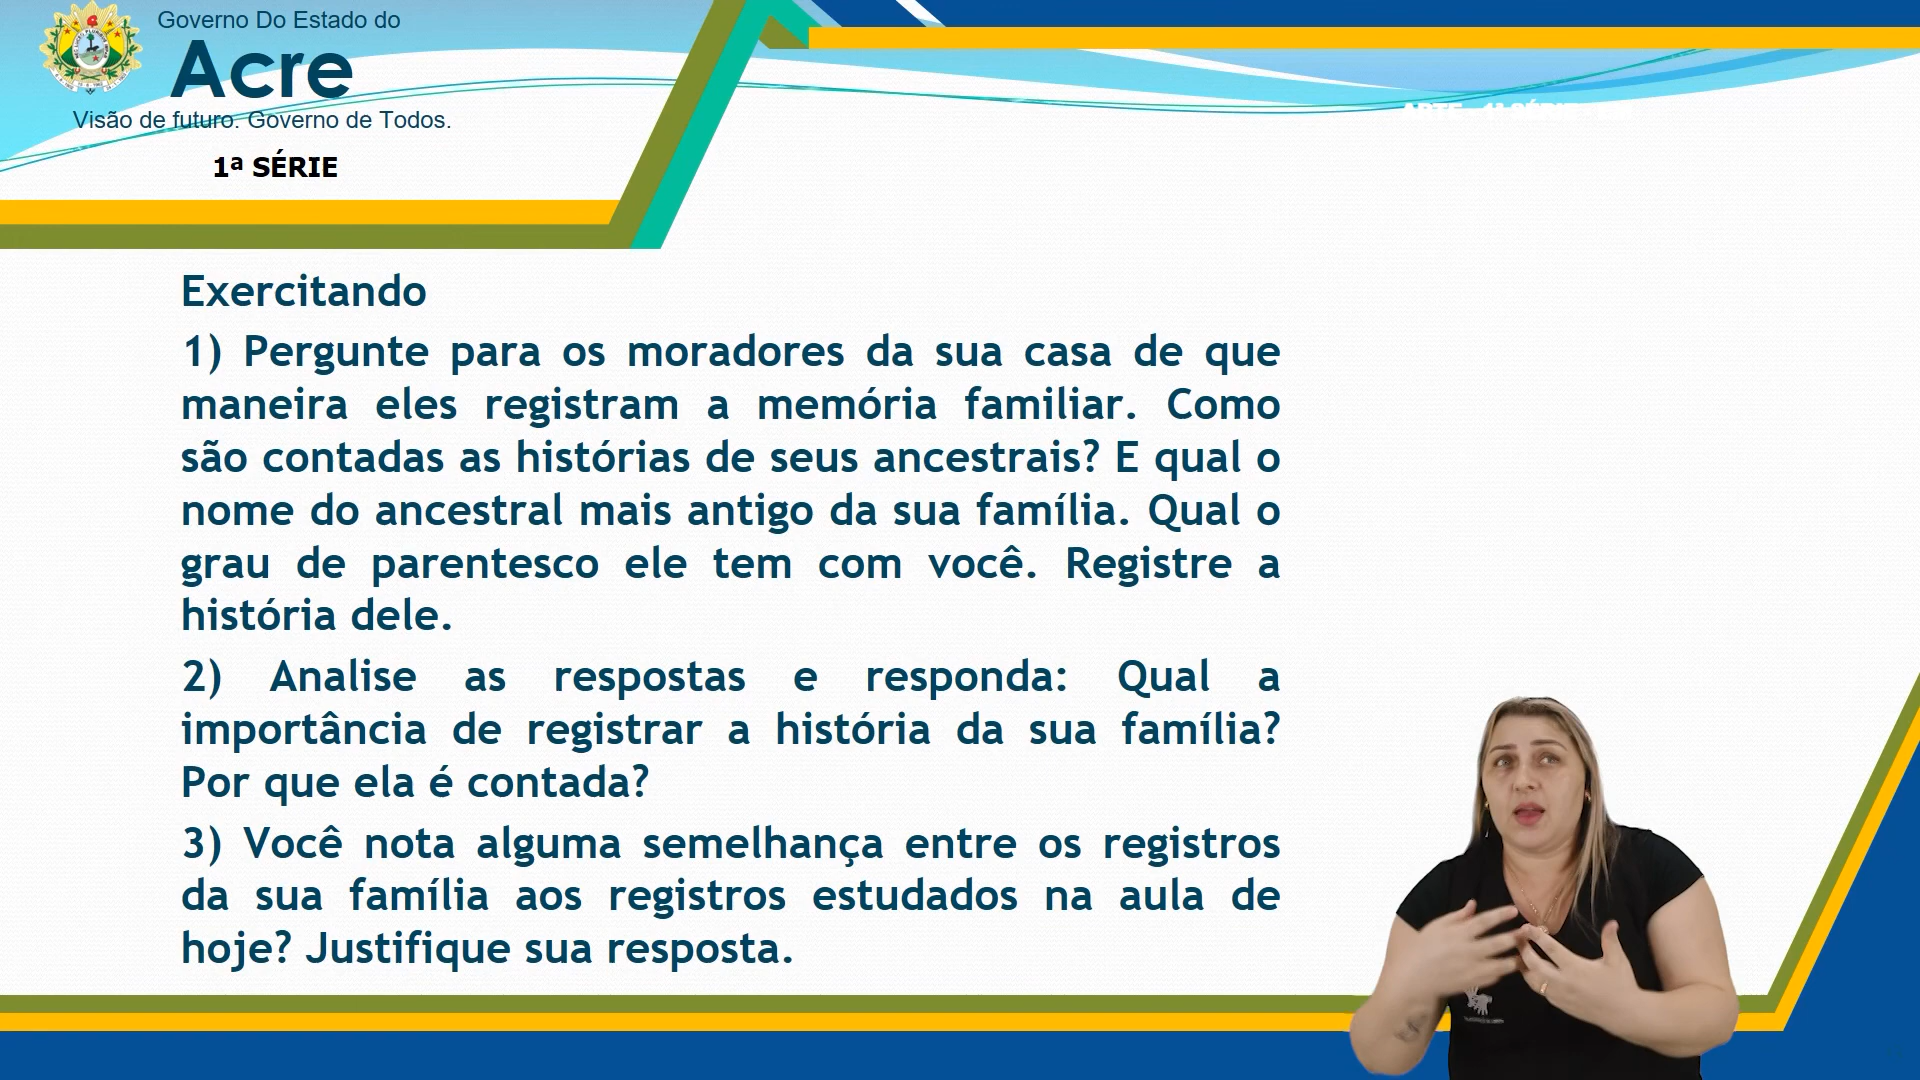 Governo Do Estado do
Acre
Visão de futuro. Governo de Todos.
1ª SÉRIE
ARTE - 1ª SÉRIE
Exercitando
1) Pergunte para os moradores da sua casa de que
maneira eles registram a memória familiar. Como
são contadas as histórias de seus ancestrais? E qual o
nome do ancestral mais antigo da sua família. Qual o
grau de parentesco ele tem com você. Registre a
história dele.
2) Analise as respostas e responda: Qual a
importância de registrar a história da sua família?
Por que ela é contada?
3) Você nota alguma semelhança entre os registros
da sua família aos registros estudados na aula de
hoje? Justifique sua resposta.